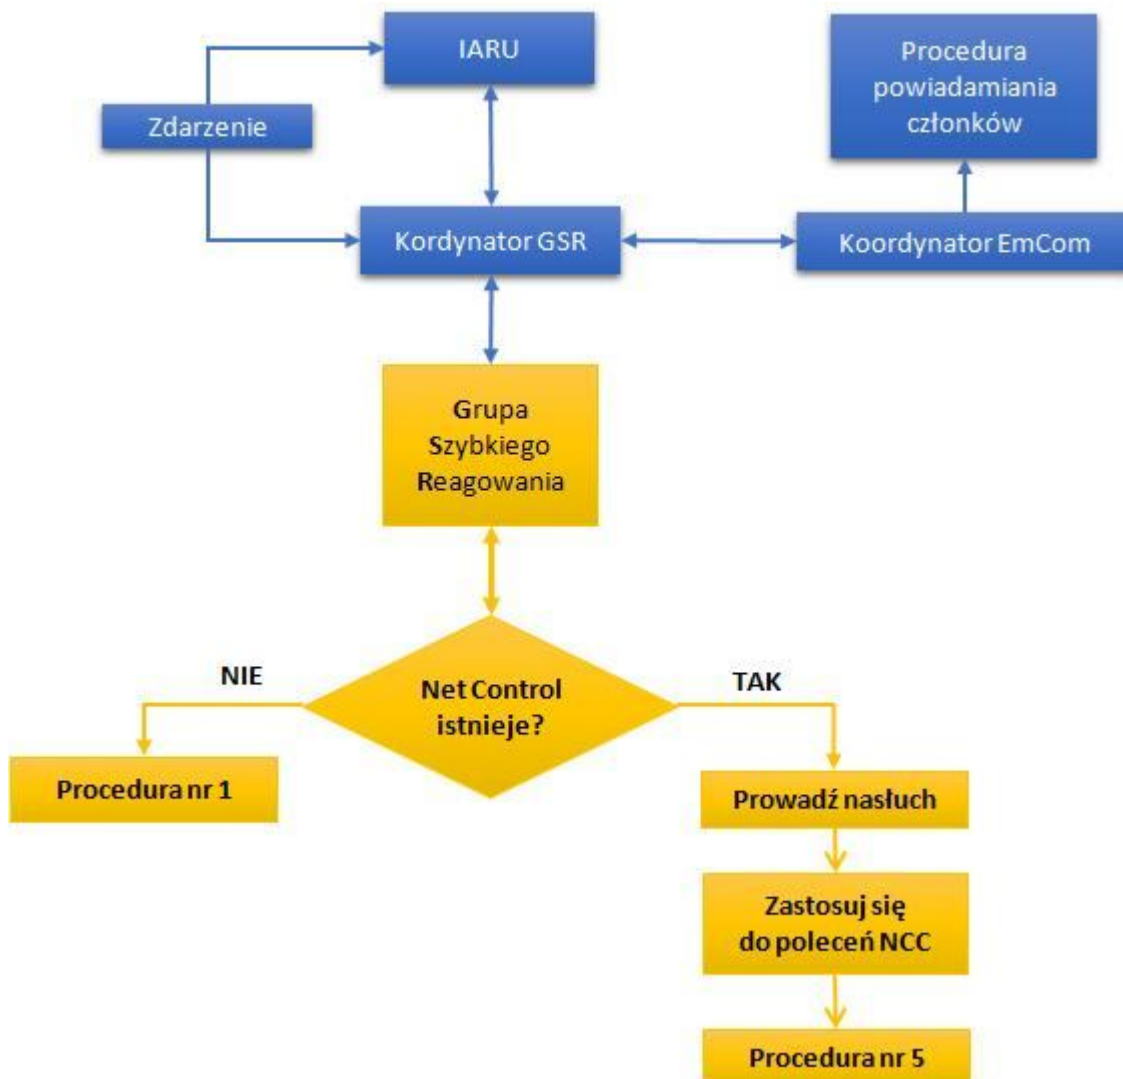 IARU
Procedura
powiadamiania
członków
Zdarzenie
Kordynator GSR
Koordynator EmCom
Grupa
Szybkiego
Reagowania
Net Control
istnieje?
NIE
TAK
Procedura nr 1
Prowadź nasłuch
Zastosuj się
do poleceń NCC
Procedura nr 5